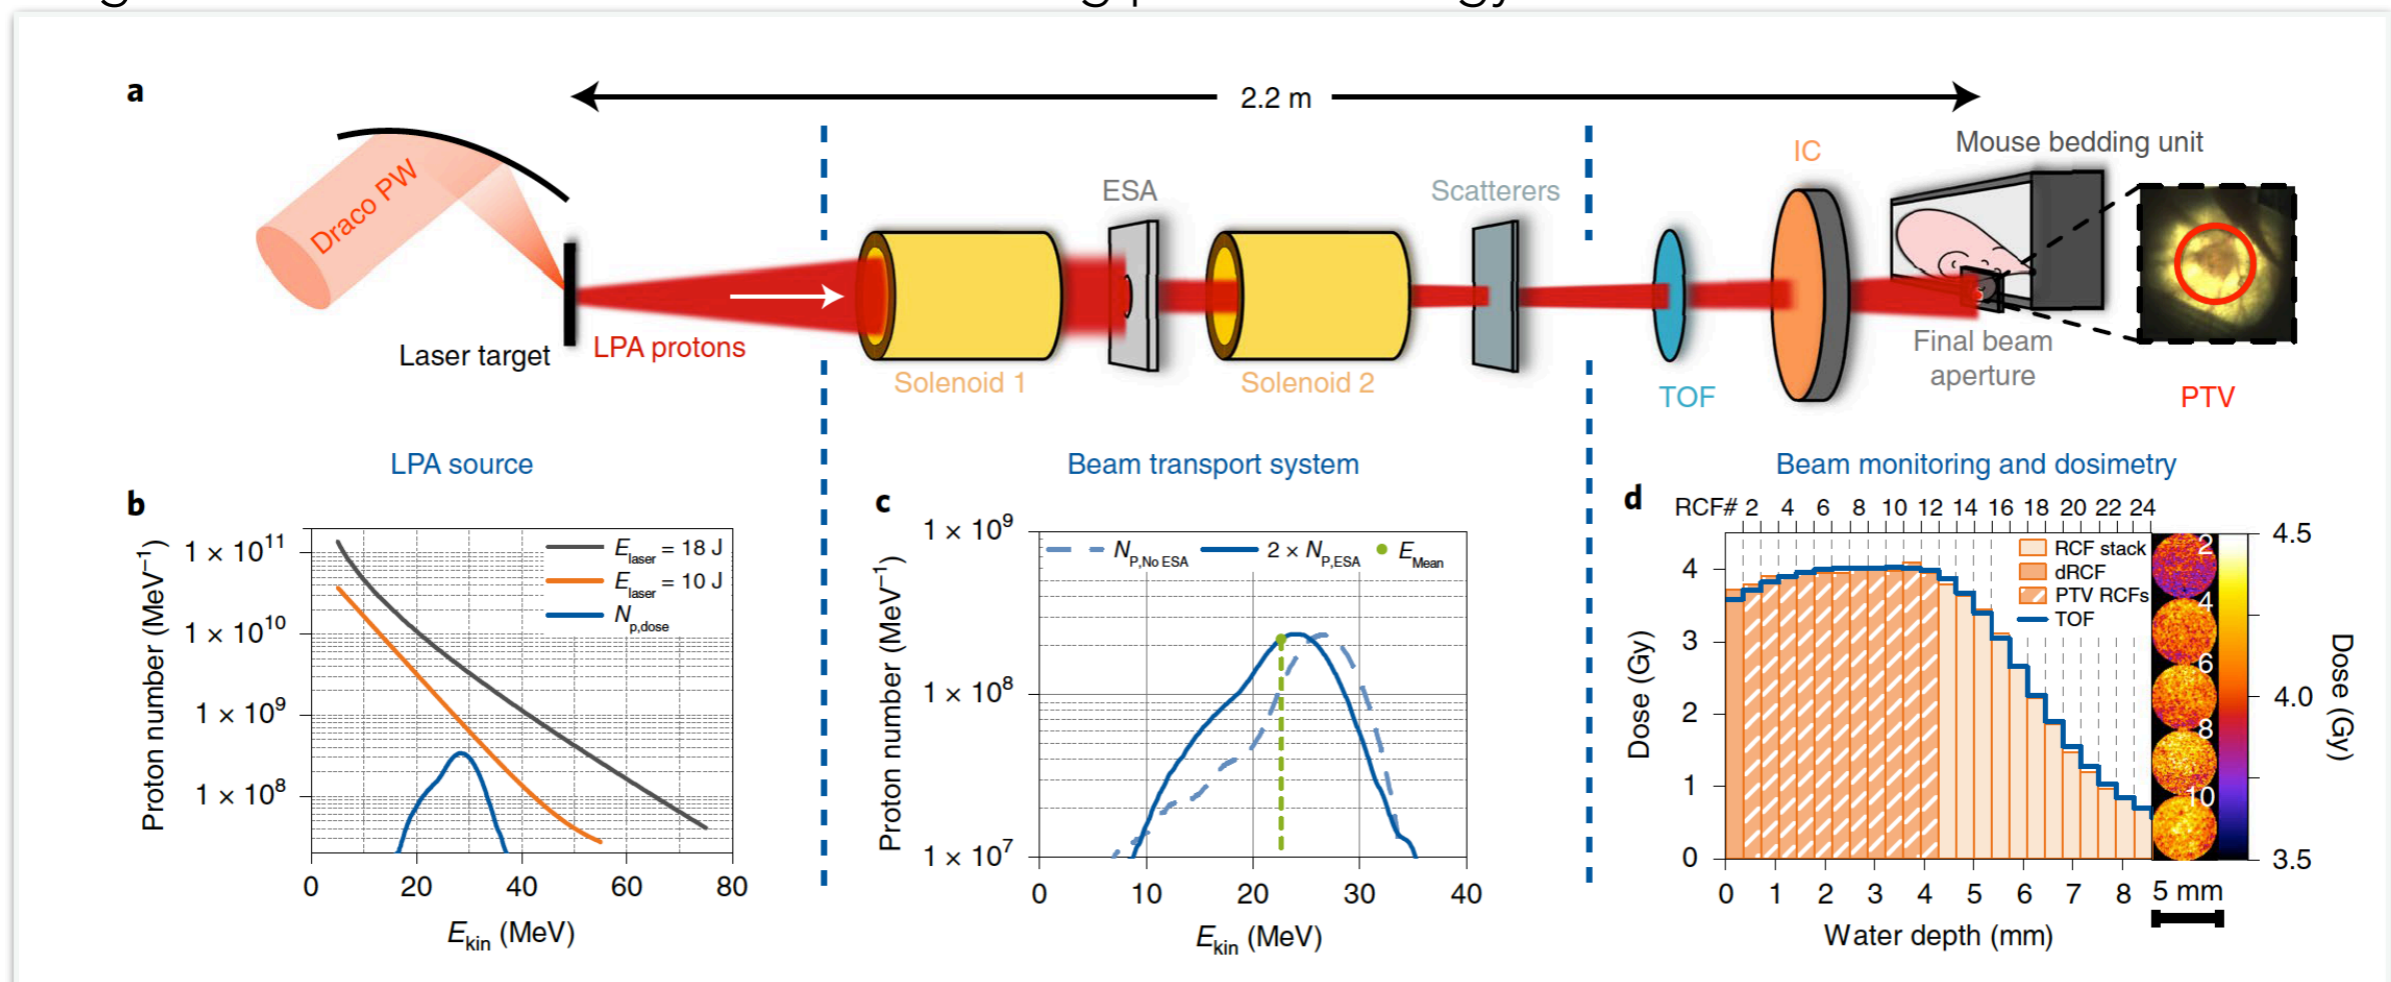 a
2.2 m
Draco PW
Laser target
LPA protons
Solenoid 1
ESA
Solenoid 2
Scatterers
TOF
IC
Mouse bedding unit
Final beam
aperture
PTV
LPA source
Beam transport system
Beam monitoring and dosimetry
b
Proton number (MeV⁻¹)
1 × 10¹¹
1 × 10¹⁰
1 × 10⁹
1 × 10⁸
E_laser = 18 J
E_laser = 10 J
N_p,dose
0 20 40 60 80
E_kin (MeV)
c
Proton number (MeV⁻¹)
1 × 10⁹
1 × 10⁸
1 × 10⁷
N_P,No ESA 2 × N_P,ESA E_Mean
0 10 20 30 40
E_kin (MeV)
d
RCF# 2 4 6 8 10 12 14 16 18 20 22 24
Dose (Gy)
4
3
2
1
0
RCF stack
dRCF
PTV RCFs
TOF
0 1 2 3 4 5 6 7 8
Water depth (mm)
2
4
6
8
10
5 mm
4.5
4.0
3.5
Dose (Gy)